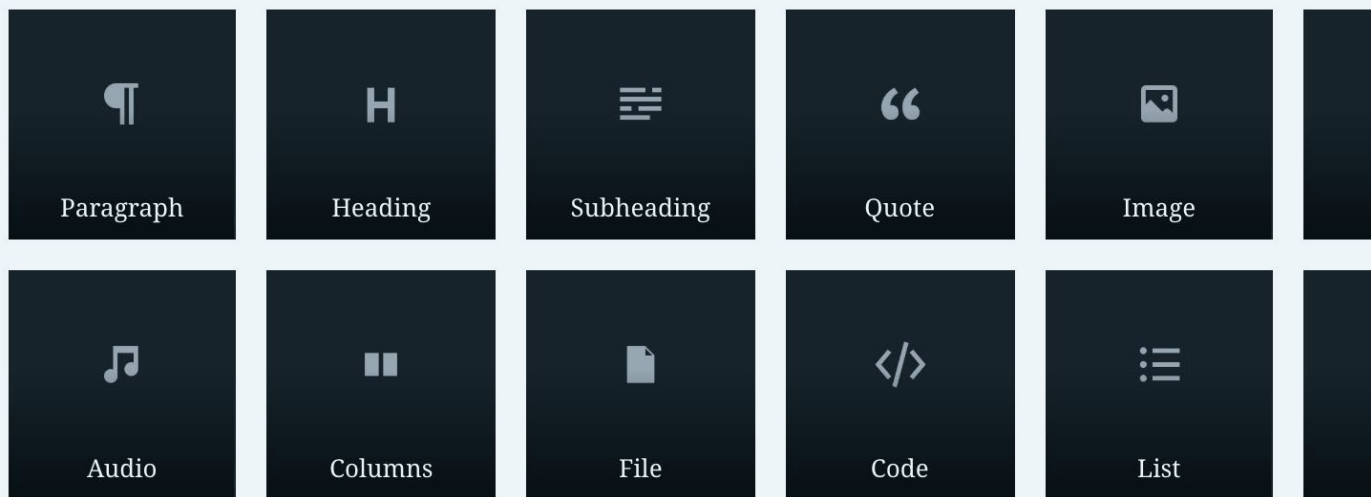 Paragraph
Heading
Subheading
Quote
Image
Audio
Columns
File
Code
List